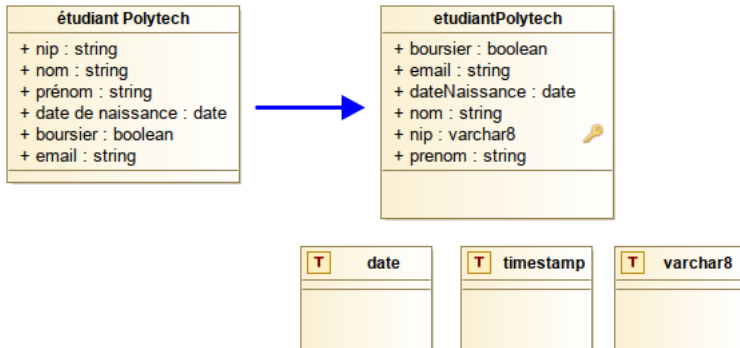 étudiant Polytech
+ nip : string
+ nom : string
+ prénom : string
+ date de naissance : date
+ boursier : boolean
+ email : string
etudiantPolytech
+ boursier : boolean
+ email : string
+ dateNaissance : date
+ nom : string
+ nip : varchar8
+ prenom : string
T date
T timestamp
T varchar8